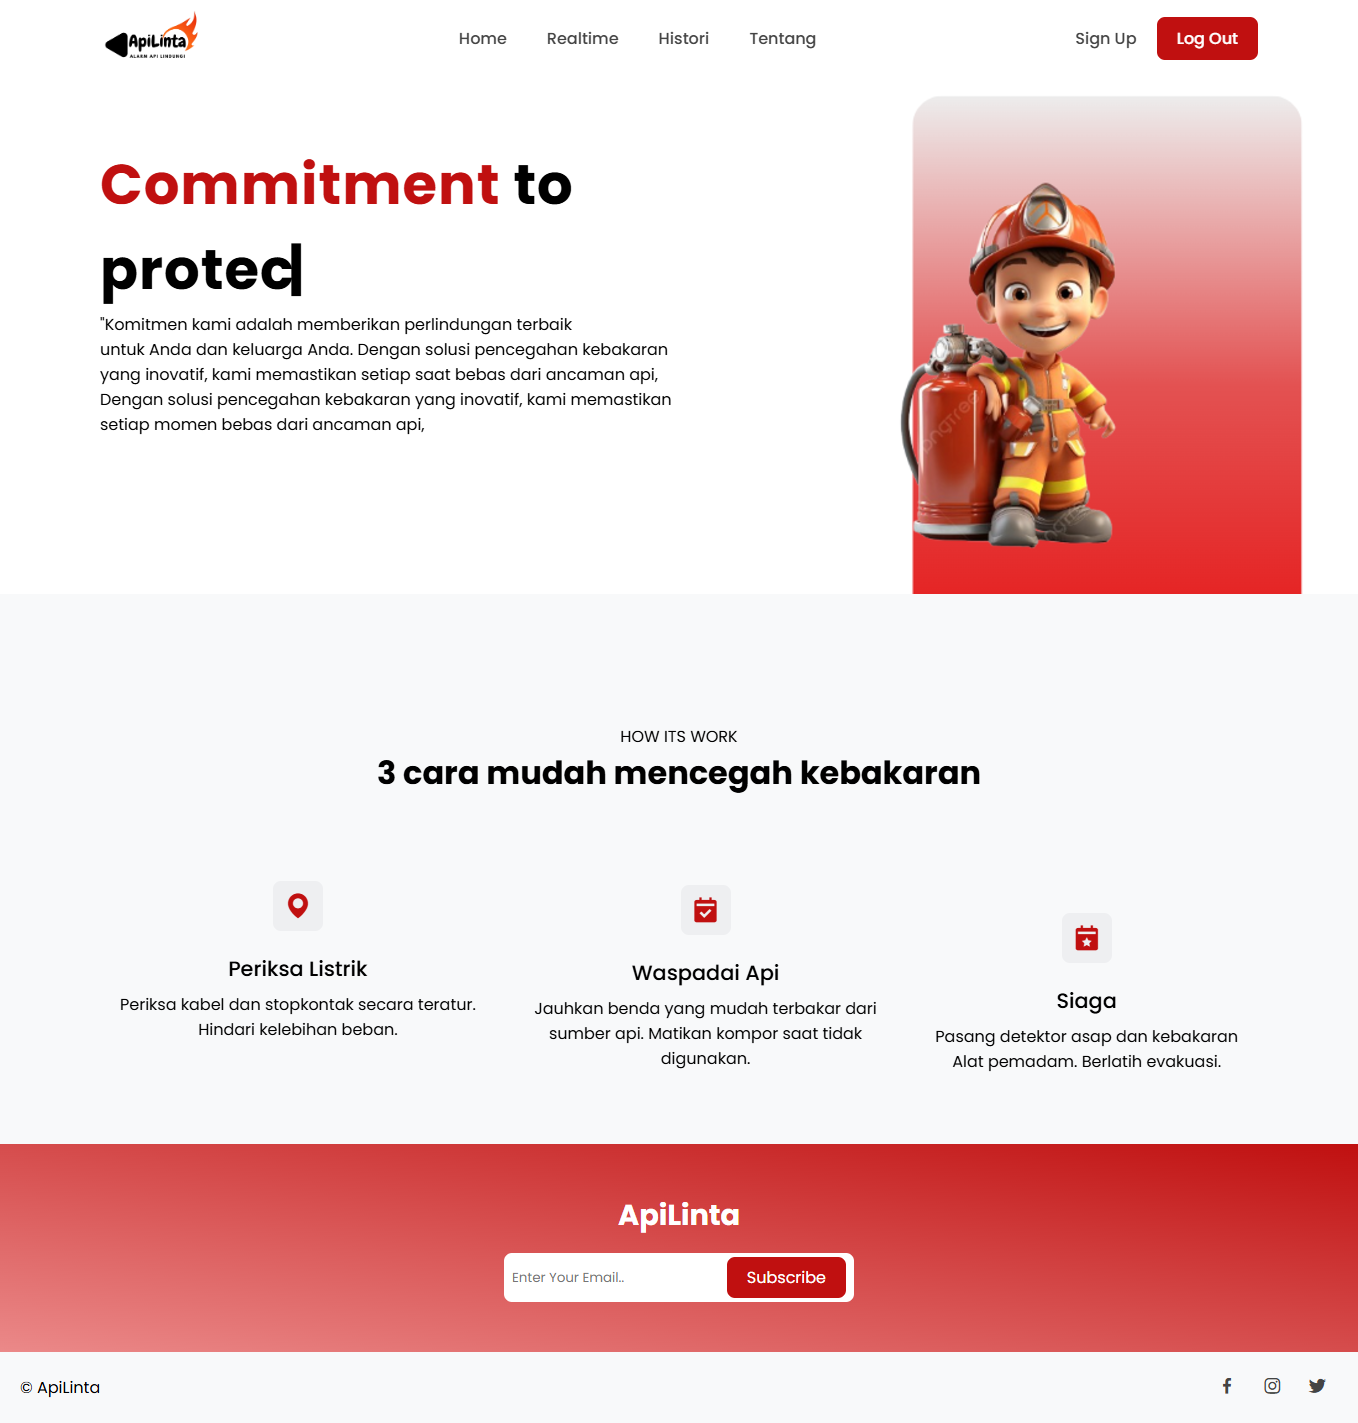 ApiLinta
ALARM API LINDUNGI
Home Realtime Histori Tentang
Sign Up Log Out
Commitment to
protec
"Komitmen kami adalah memberikan perlindungan terbaik
untuk Anda dan keluarga Anda. Dengan solusi pencegahan kebakaran
yang inovatif, kami memastikan setiap saat bebas dari ancaman api,
Dengan solusi pencegahan kebakaran yang inovatif, kami memastikan
setiap momen bebas dari ancaman api,
HOW ITS WORK
3 cara mudah mencegah kebakaran
Periksa Listrik
Periksa kabel dan stopkontak secara teratur.
Hindari kelebihan beban.
Waspadai Api
Jauhkan benda yang mudah terbakar dari
sumber api. Matikan kompor saat tidak
digunakan.
Siaga
Pasang detektor asap dan kebakaran
Alat pemadam. Berlatih evakuasi.
ApiLinta
Enter Your Email..
Subscribe
© ApiLinta